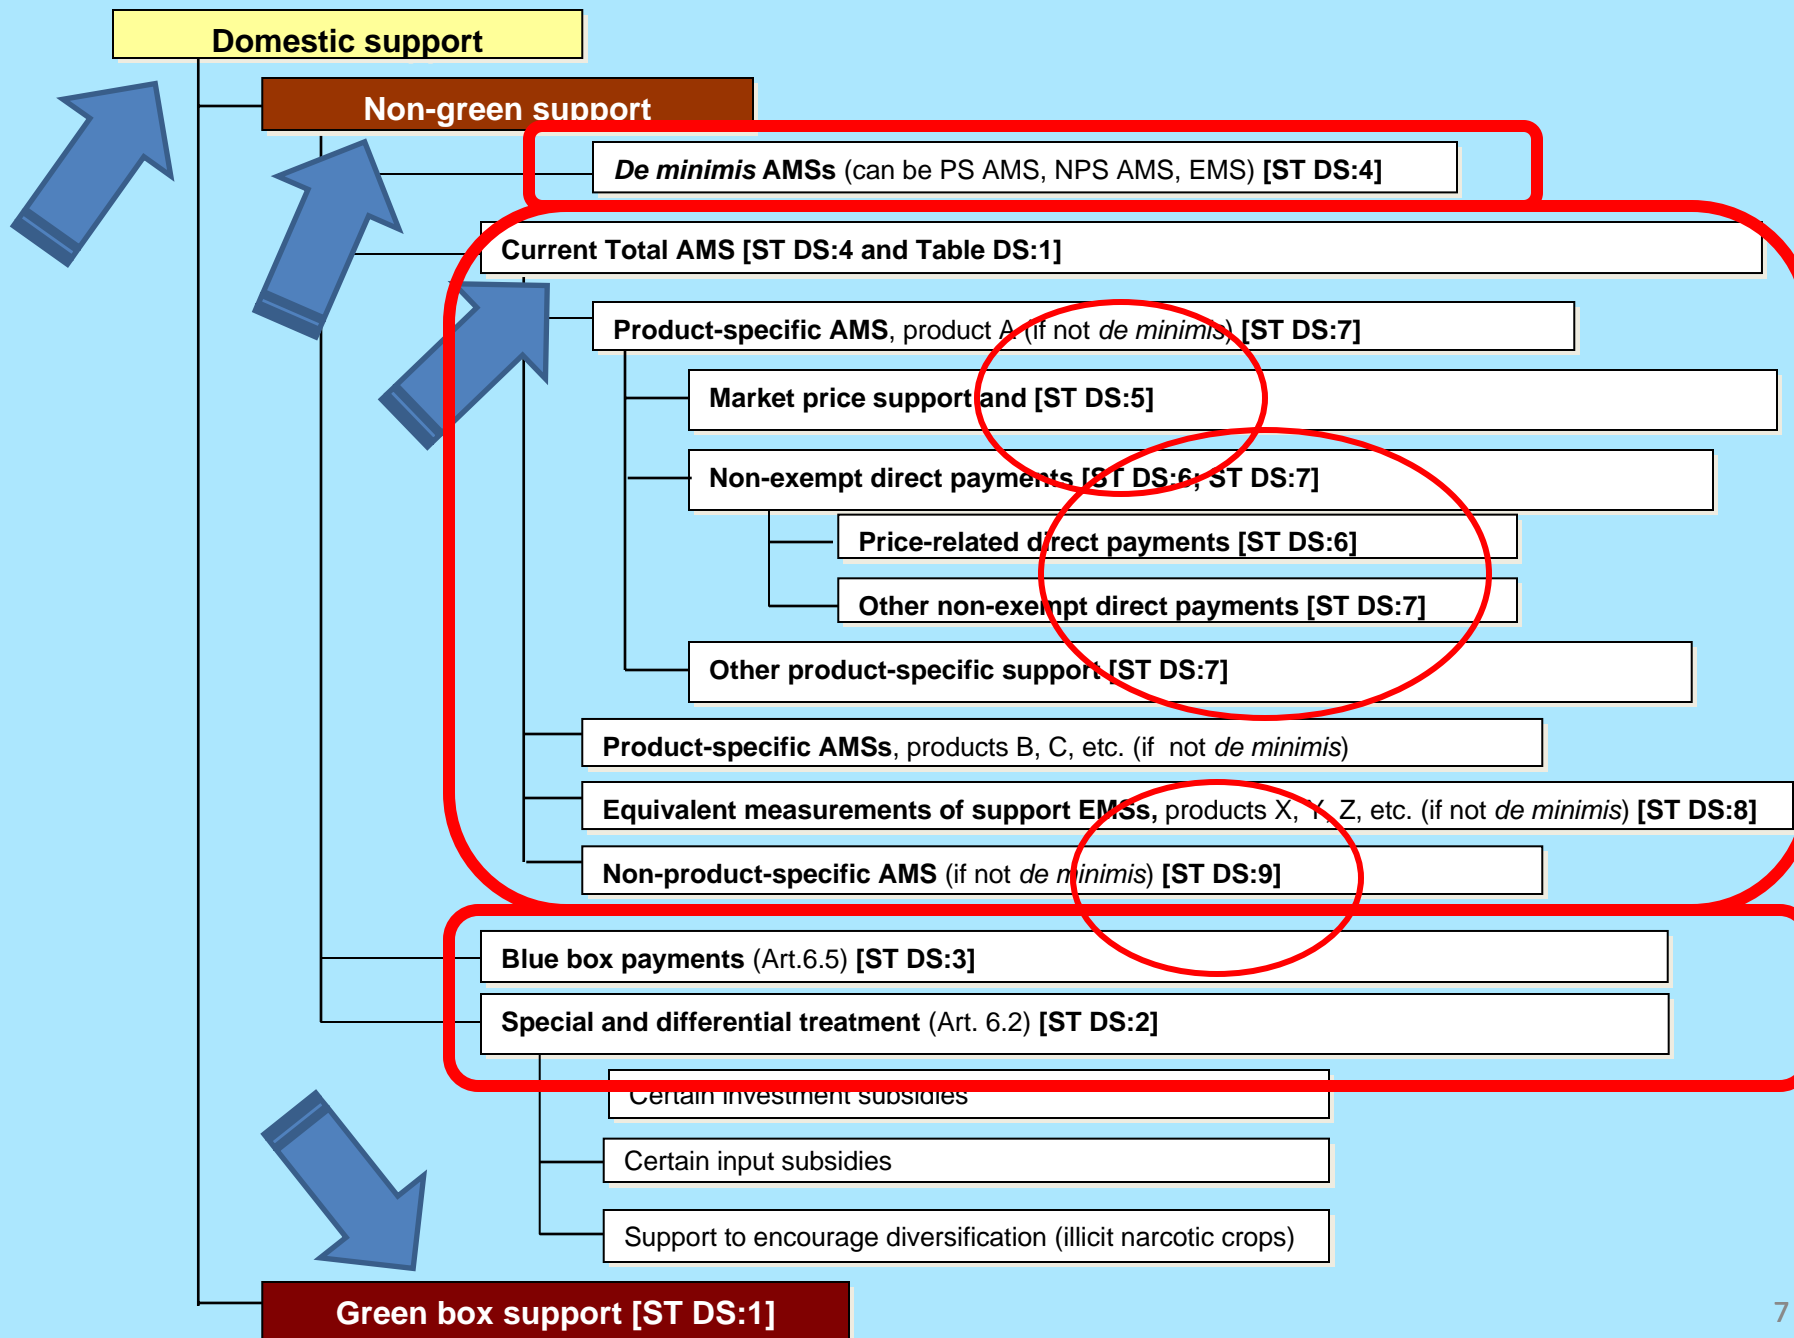 Domestic support
Non-green support
De minimis AMSs (can be PS AMS, NPS AMS, EMS) [ST DS:4]
Current Total AMS [ST DS:4 and Table DS:1]
Product-specific AMS, product A (if not de minimis) [ST DS:7]
Market price support and [ST DS:5]
Non-exempt direct payments [ST DS:6; ST DS:7]
Price-related direct payments [ST DS:6]
Other non-exempt direct payments [ST DS:7]
Other product-specific support [ST DS:7]
Product-specific AMSs, products B, C, etc. (if not de minimis)
Equivalent measurements of support EMSs, products X, Y, Z, etc. (if not de minimis) [ST DS:8]
Non-product-specific AMS (if not de minimis) [ST DS:9]
Blue box payments (Art.6.5) [ST DS:3]
Special and differential treatment (Art. 6.2) [ST DS:2]
Certain investment subsidies
Certain input subsidies
Support to encourage diversification (illicit narcotic crops)
Green box support [ST DS:1]
7